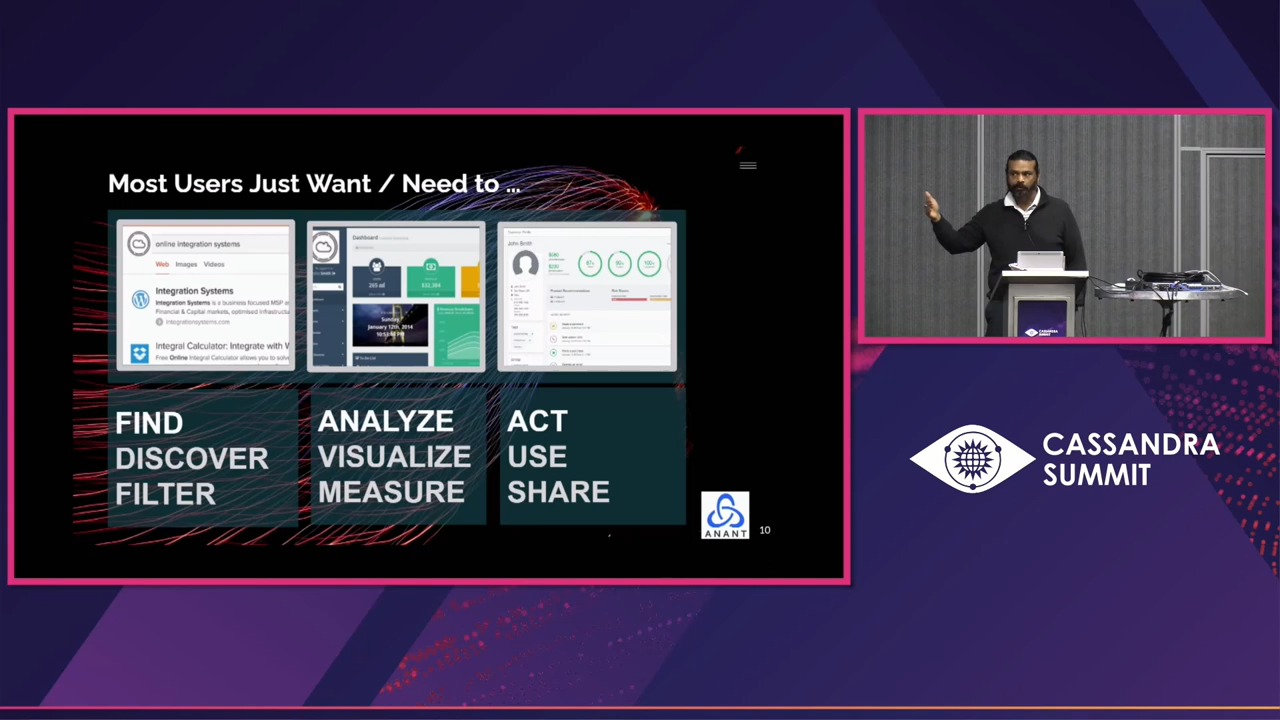 Most Users Just Want / Need to ...
online integration systems
Web Images Videos
Integration Systems
Integration Systems is a business focused MSP
Financial & Capital markets, optimised
integrationsystems.com
Integral Calculator: Integrate with W
Free Online Integral Calculator allows you to
Dashboard
265
$32,284
Sunday
January 12th, 2014
John Smith
FIND
DISCOVER
FILTER
ANALYZE
VISUALIZE
MEASURE
ACT
USE
SHARE
ANANT
10
CASSANDRA
SUMMIT